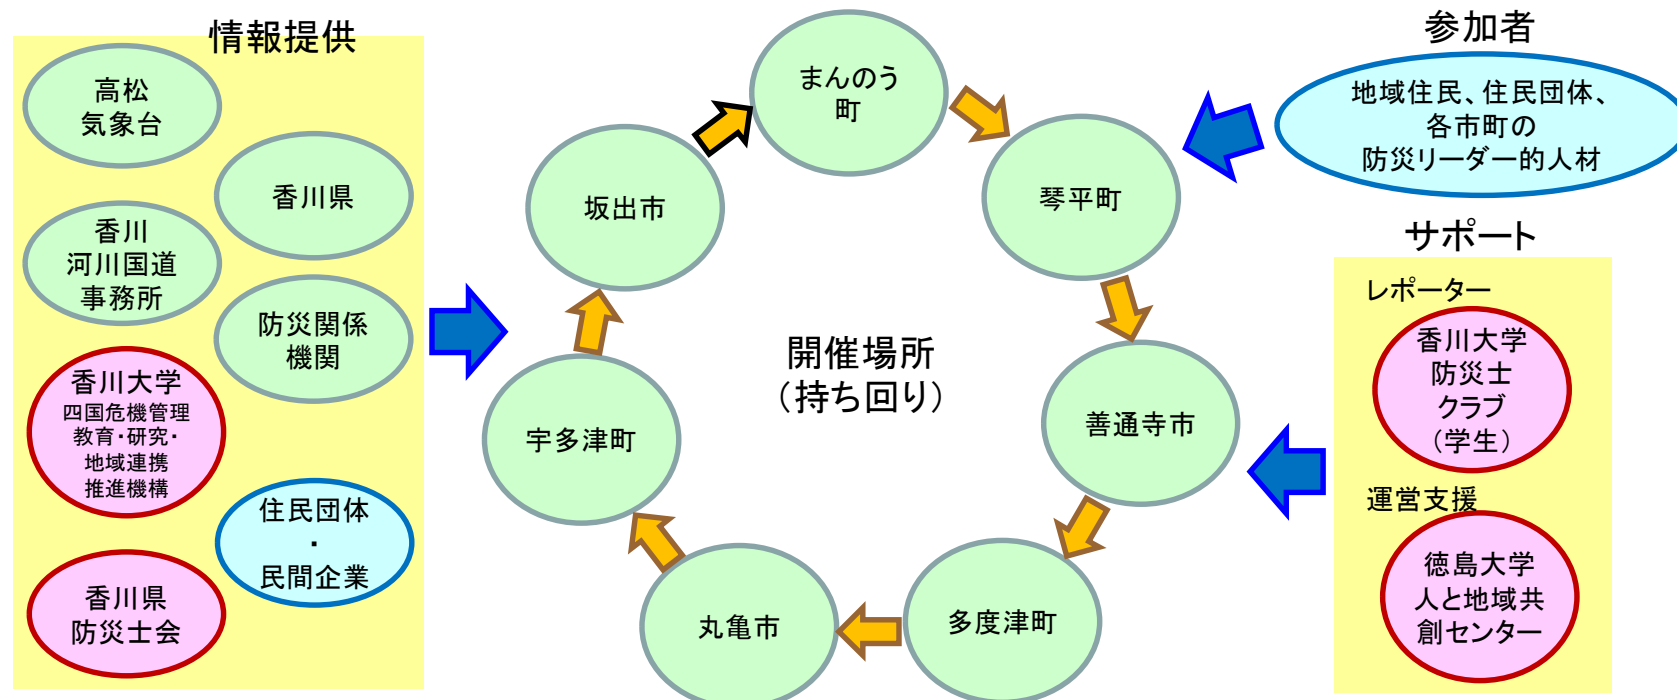 情報提供
高松
気象台
香川県
香川
河川国道
事務所
防災関係
機関
香川大学
四国危機管理
教育・研究・
地域連携
推進機構
住民団体
・
民間企業
香川県
防災士会
まんのう
町
琴平町
善通寺市
多度津町
丸亀市
宇多津町
坂出市
開催場所
（持ち回り）
参加者
地域住民、住民団体、
各市町の
防災リーダー的人材
サポート
レポーター
香川大学
防災士
クラブ
（学生）
運営支援
徳島大学
人と地域共
創センター